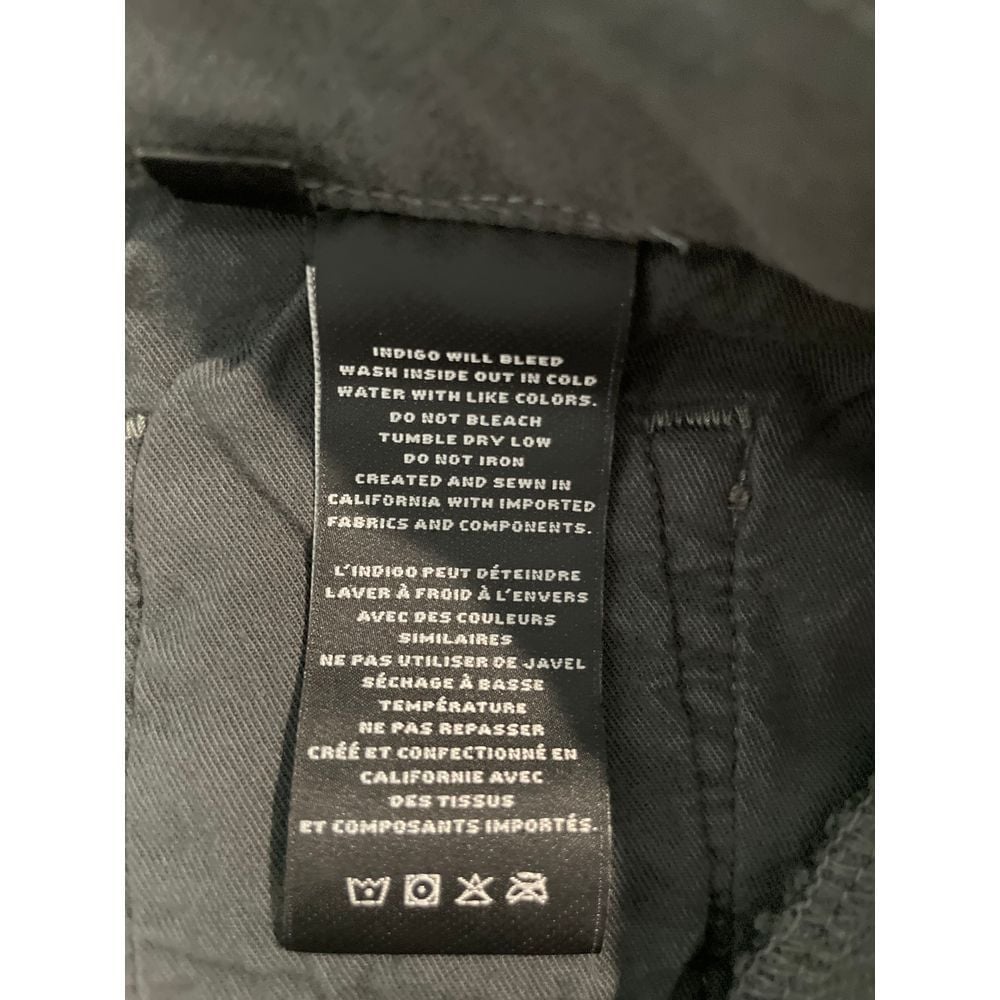 INDIGO WILL BLEED
WASH INSIDE OUT IN COLD
WATER WITH LIKE COLORS.
DO NOT BLEACH
TUMBLE DRY LOW
DO NOT IRON
CREATED AND SEWN IN
CALIFORNIA WITH IMPORTED
FABRICS AND COMPONENTS.
L'INDIGO PEUT DÉTEINDRE
LAVER À FROID À L'ENVERS
AVEC DES COULEURS
SIMILAIRES
NE PAS UTILISER DE JAVEL
SÉCHAGE À BASSE
TEMPÉRATURE
NE PAS REPASSER
CRÉÉ ET CONFECTIONNÉ EN
CALIFORNIE AVEC
DES TISSUS
ET COMPOSANTS IMPORTÉS.